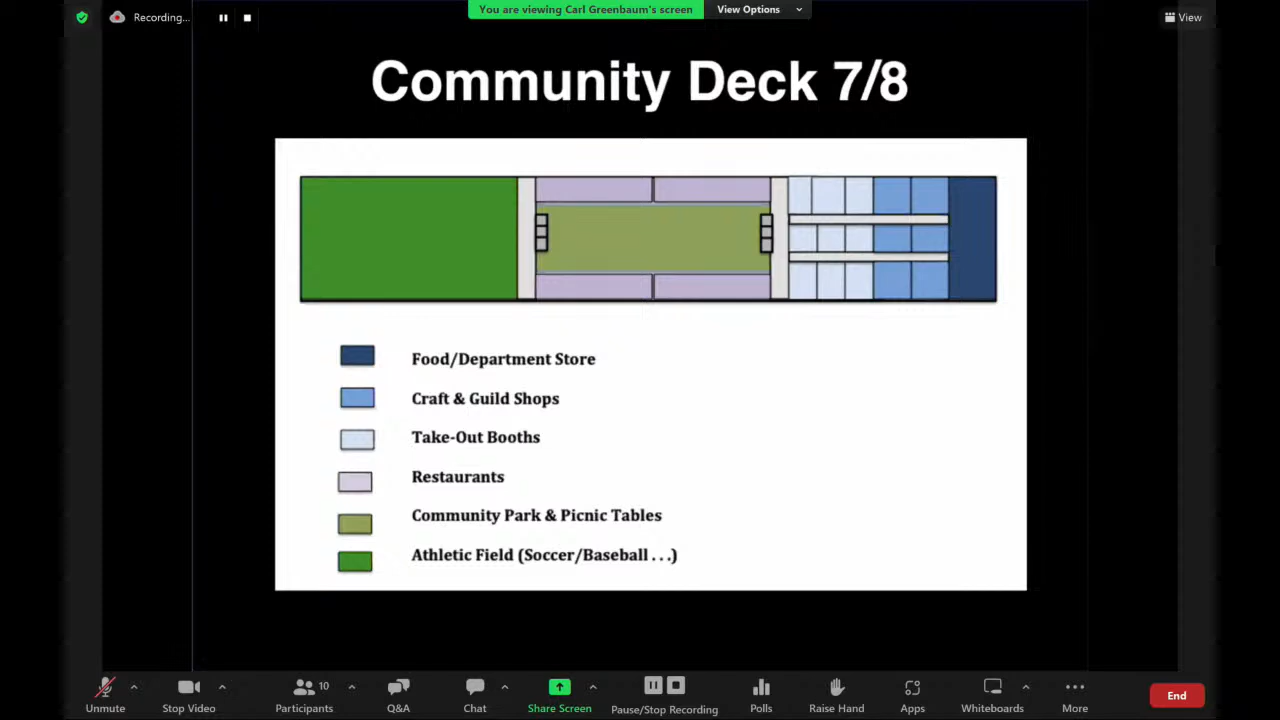 Recording...
You are viewing Carl Greenbaum's screen
View Options
View
Community Deck 7/8
Food/Department Store
Craft & Guild Shops
Take-Out Booths
Restaurants
Community Park & Picnic Tables
Athletic Field (Soccer/Baseball . . .)
Unmute
Stop Video
10
Participants
Q&A
Chat
Share Screen
Pause/Stop Recording
Polls
Raise Hand
Apps
Whiteboards
More
End